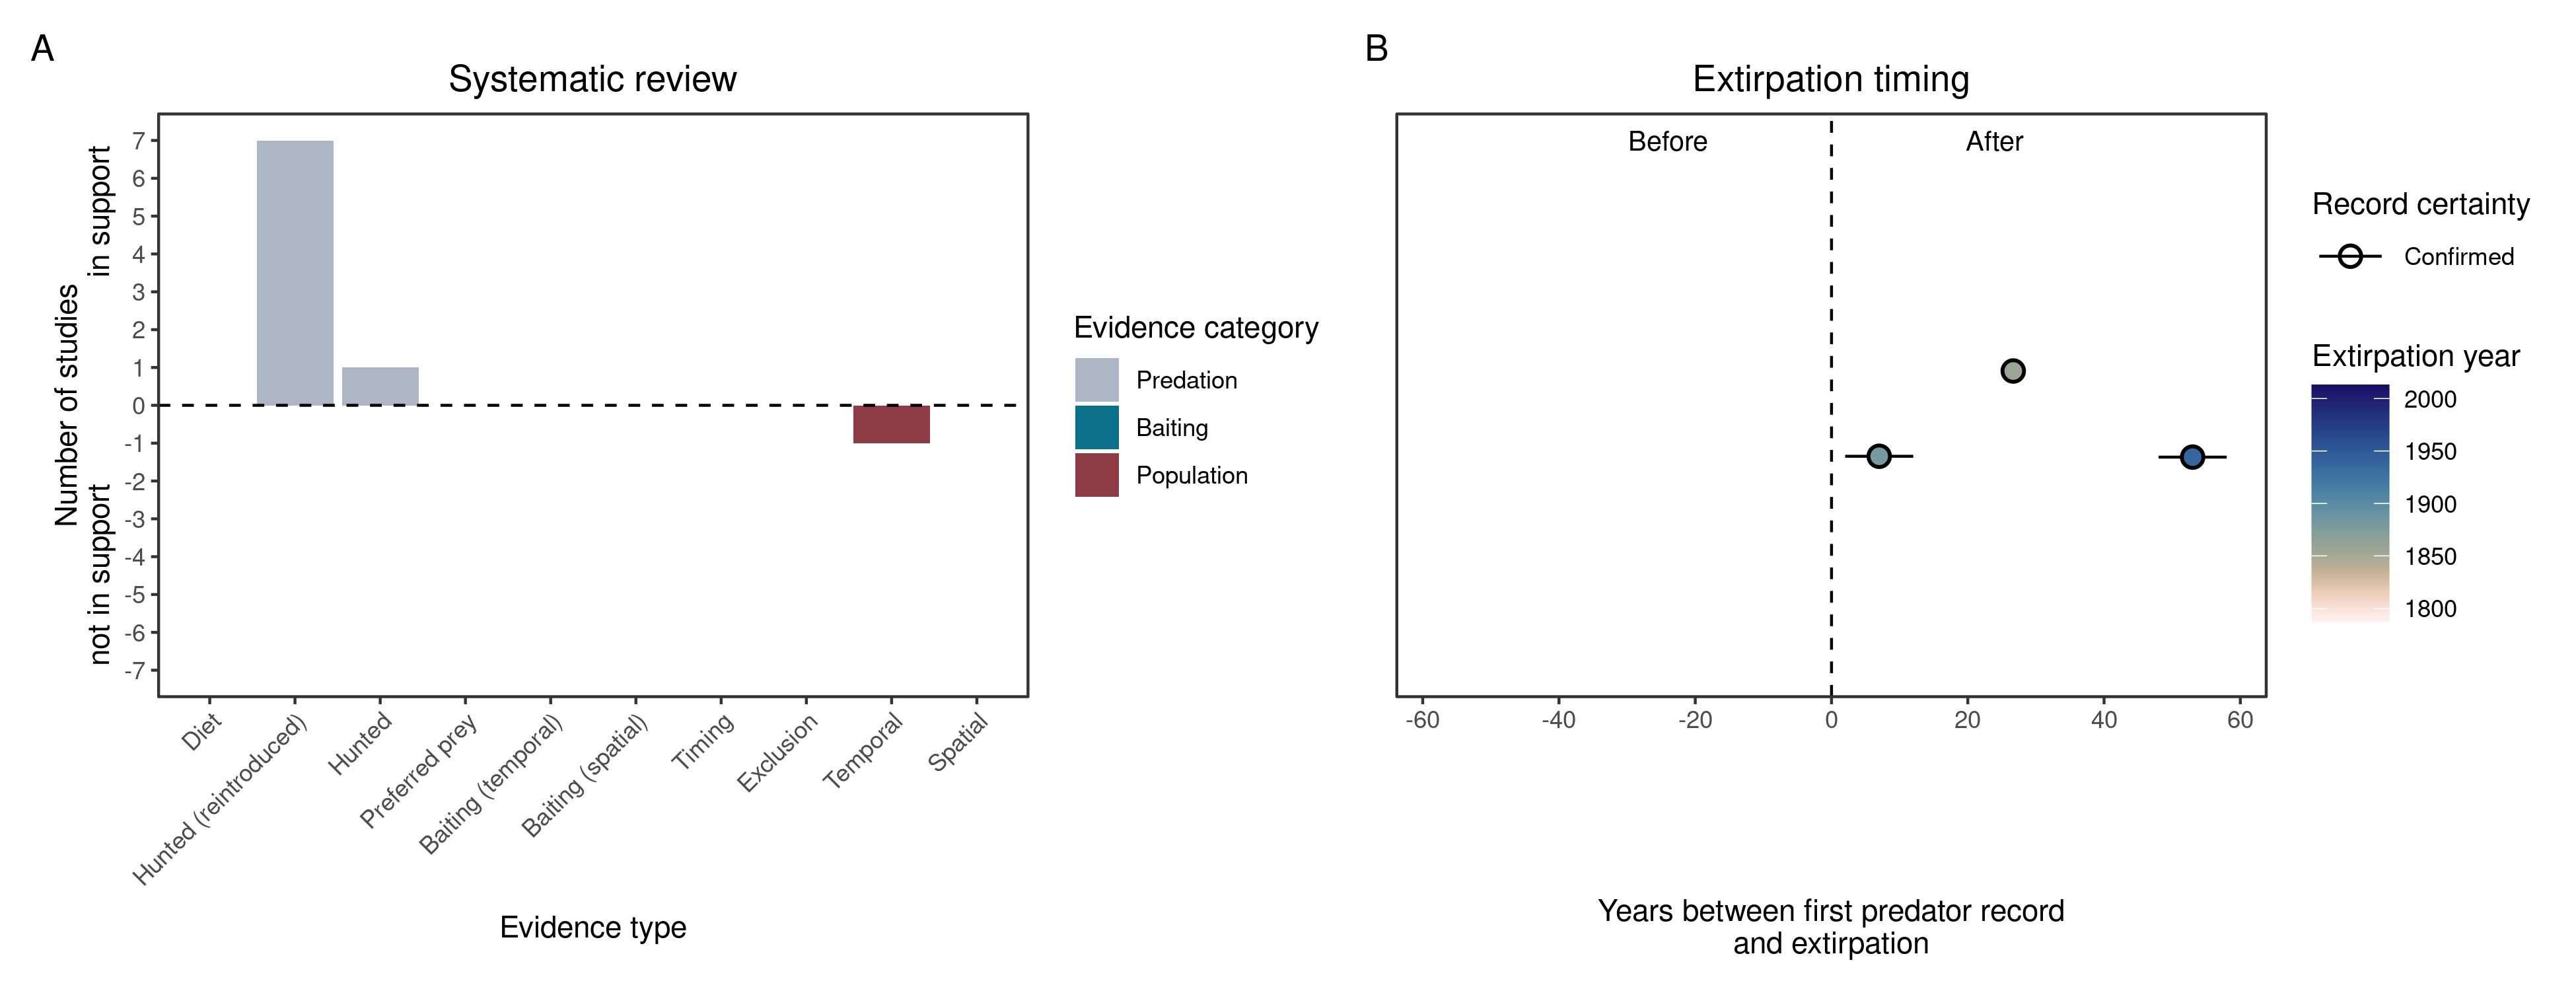 A
Systematic review
Number of studies
not in support
in support
7
6
5
4
3
2
1
0
-1
-2
-3
-4
-5
-6
-7
Diet
Hunted (reintroduced)
Hunted
Preferred prey
Baiting (temporal)
Baiting (spatial)
Timing
Exclusion
Temporal
Spatial
Evidence type
Evidence category
Predation
Baiting
Population
B
Extirpation timing
Before
After
-60
-40
-20
0
20
40
60
Years between first predator record
and extirpation
Record certainty
Confirmed
Extirpation year
2000
1950
1900
1850
1800